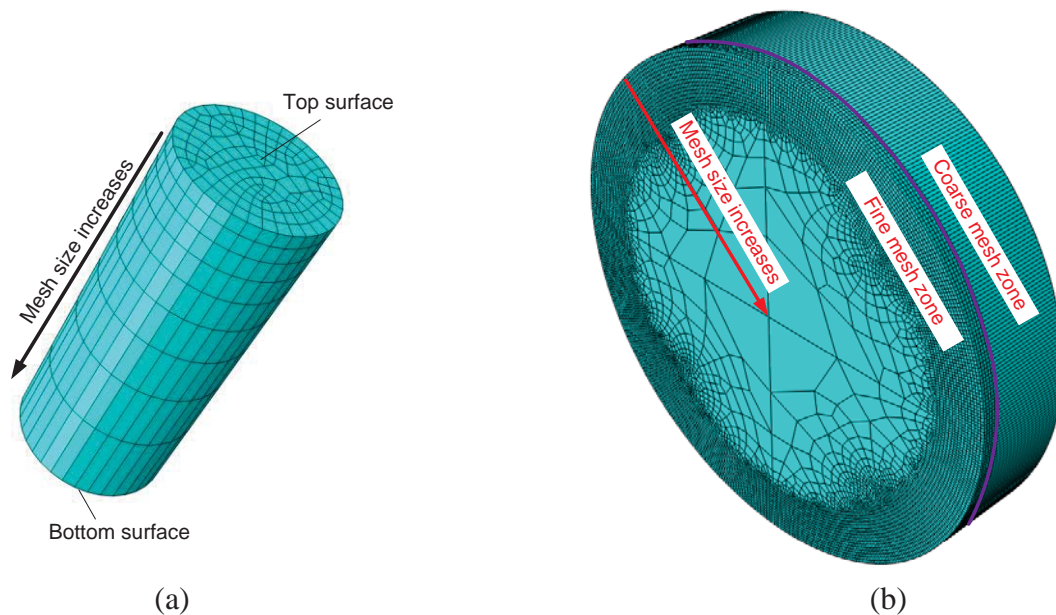 Top surface
Mesh size increases
Bottom surface
(a)
Mesh size increases
Fine mesh zone
Coarse mesh zone
(b)